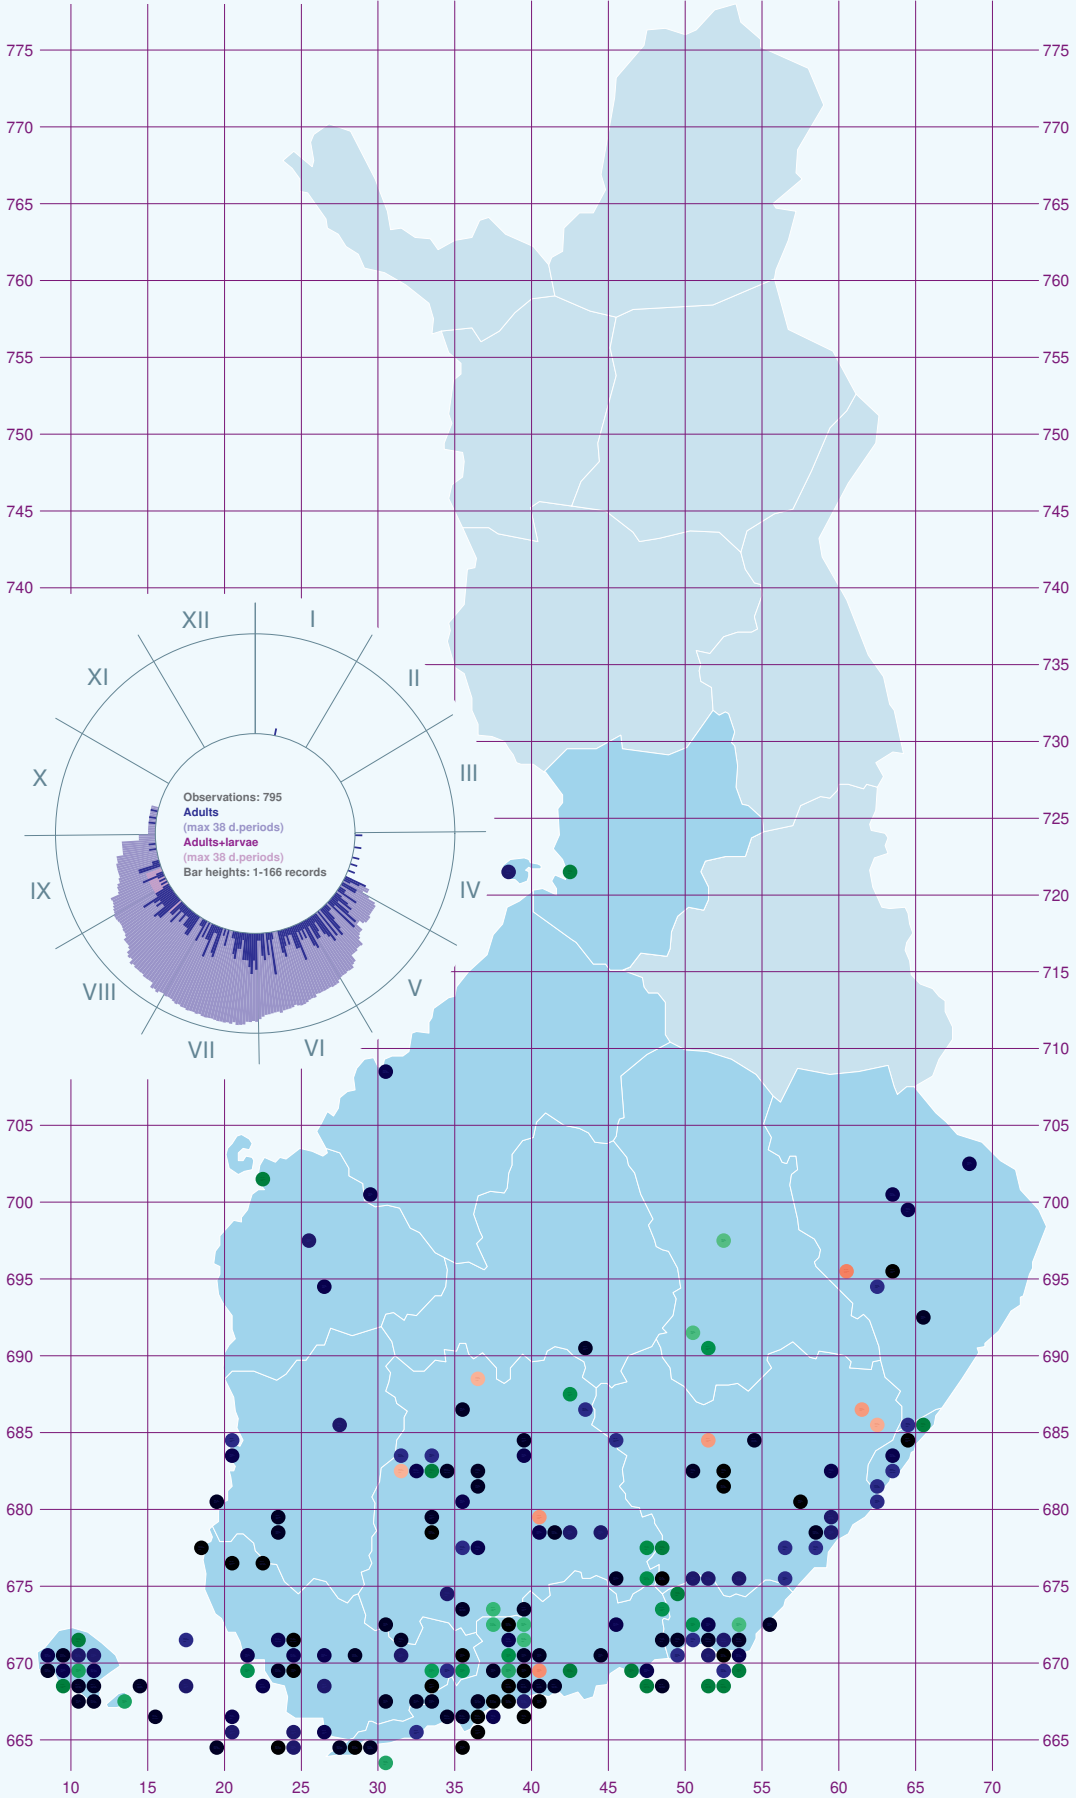 775 775
770 770
765 765
760 760
755 755
750 750
745 745
740 740
XII I
XI II
735 735
730 730
X III
Observations: 795
Adults
(max 38 d.periods)
Adults+larvae
(max 38 d.periods)
Bar heights: 1-166 records
725
IX IV
720
VIII V
715
VII VI
710
705 705
700 700
695 695
690 690
685 685
680 680
675 675
670 670
665 665
10 15 20 25 30 35 40 45 50 55 60 65 70